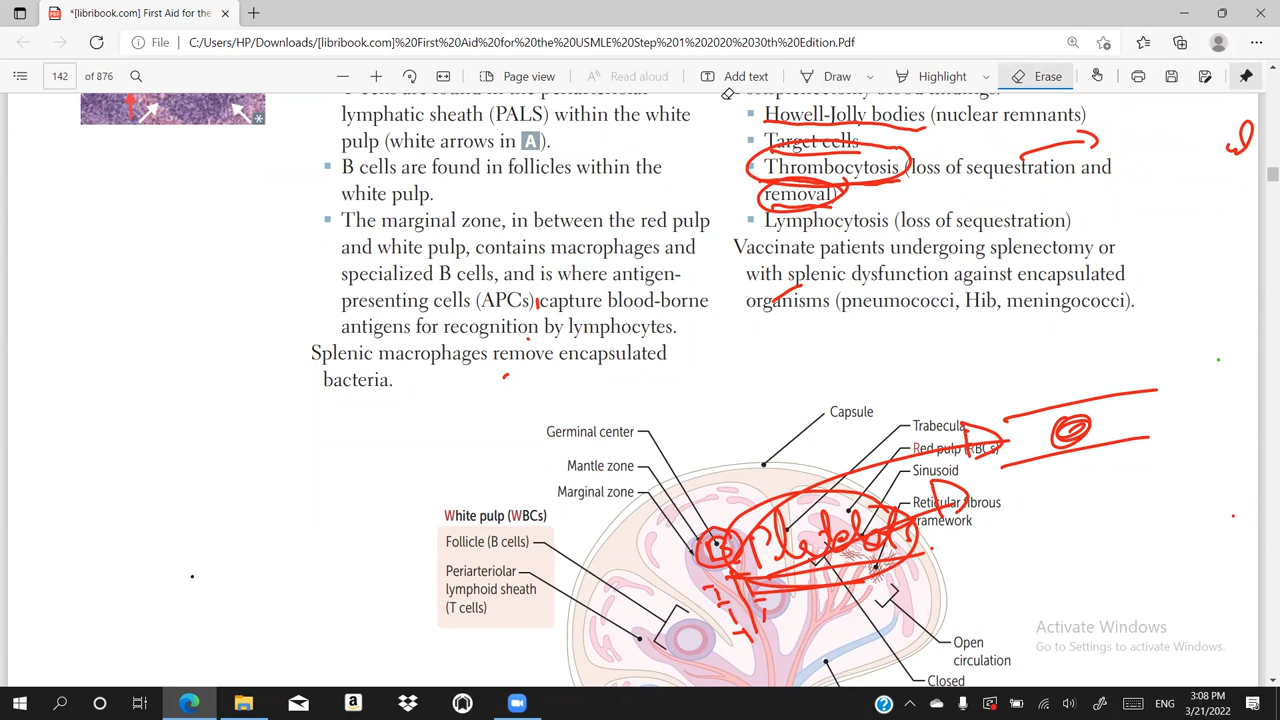 *[libribook.com] First Aid for the
File
C:/Users/HP/Downloads/[libribook.com]%20First%20Aid%20for%20the%20USMLE%20Step%201%202020%2030th%20Edition.Pdf
142 of 876
Page view
Read aloud
Add text
Draw
Highlight
Erase
lymphatic sheath (PALS) within the white
pulp (white arrows in A).
B cells are found in follicles within the
white pulp.
The marginal zone, in between the red pulp
and white pulp, contains macrophages and
specialized B cells, and is where antigen-
presenting cells (APCs) capture blood-borne
antigens for recognition by lymphocytes.
Splenic macrophages remove encapsulated
bacteria.
Howell-Jolly bodies (nuclear remnants)
Target cells
Thrombocytosis (loss of sequestration and
removal)
Lymphocytosis (loss of sequestration)
Vaccinate patients undergoing splenectomy or
with splenic dysfunction against encapsulated
organisms (pneumococci, Hib, meningococci).
Capsule
Germinal center
Mantle zone
Marginal zone
Trabecula
Red pulp (RBCs)
Sinusoid
Reticular fibrous
framework
White pulp (WBCs)
Follicle (B cells)
Periarteriolar
lymphoid sheath
(T cells)
Platelets
Open
circulation
Closed
Activate Windows
Go to Settings to activate Windows.
3:08 PM
3/21/2022